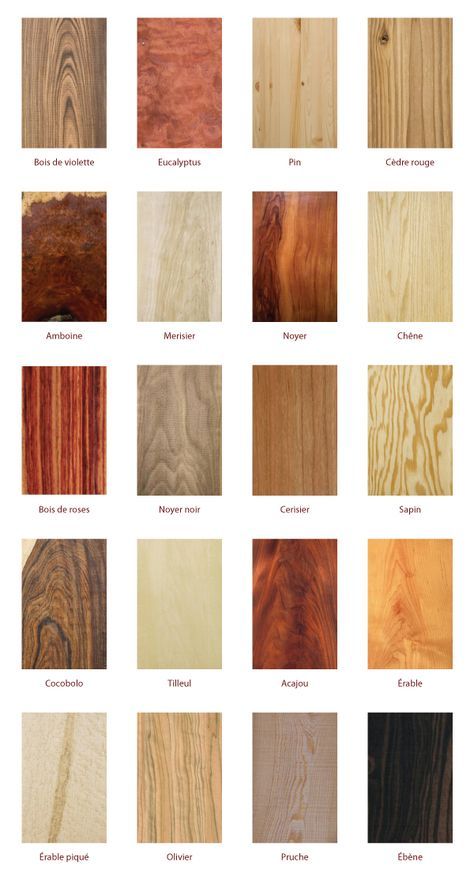 Bois de violette
Eucalyptus
Pin
Cèdre rouge
Amboine
Merisier
Noyer
Chêne
Bois de roses
Noyer noir
Cerisier
Sapin
Cocobolo
Tilleul
Acajou
Érable
Érable piqué
Olivier
Pruche
Ébène